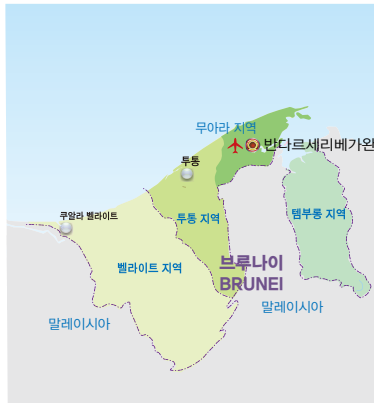 무아라 지역
반다르세리베가완
투통
쿠알라 벨라이트
투통 지역
템부롱 지역
벨라이트 지역
브루나이
BRUNEI
말레이시아
말레이시아